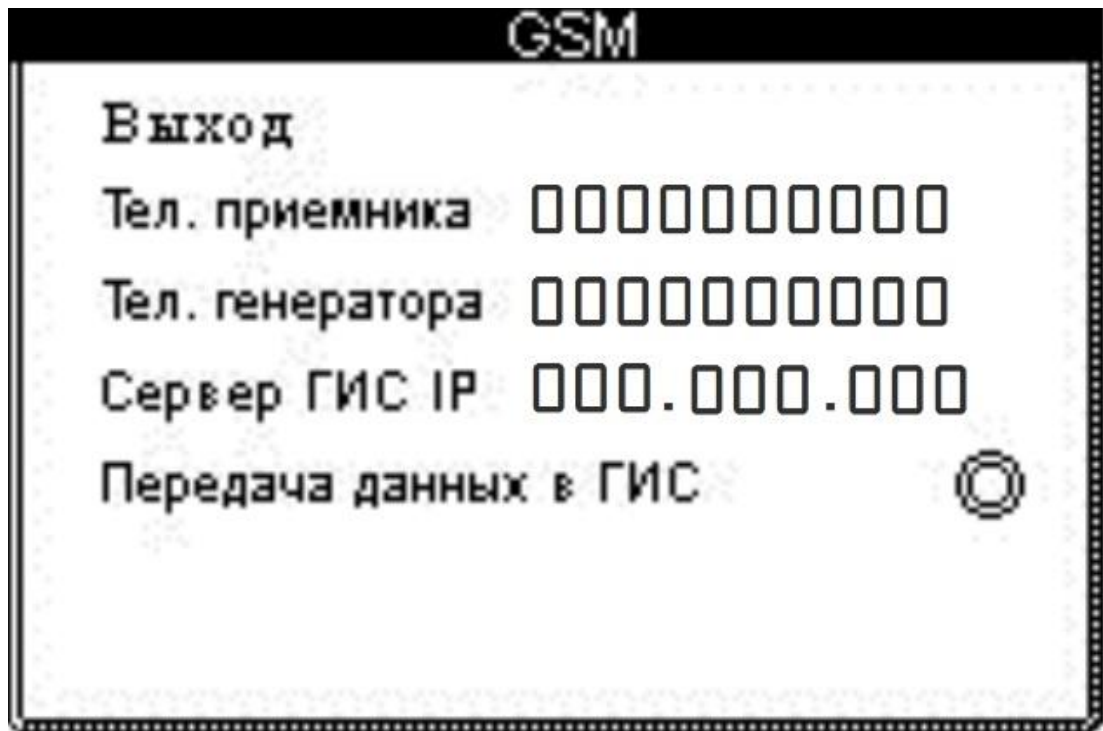 GSM
Выход
Тел. приемника 0000000000
Тел. генератора 0000000000
Сервер ГИС IP 000.000.000
Передача данных в ГИС